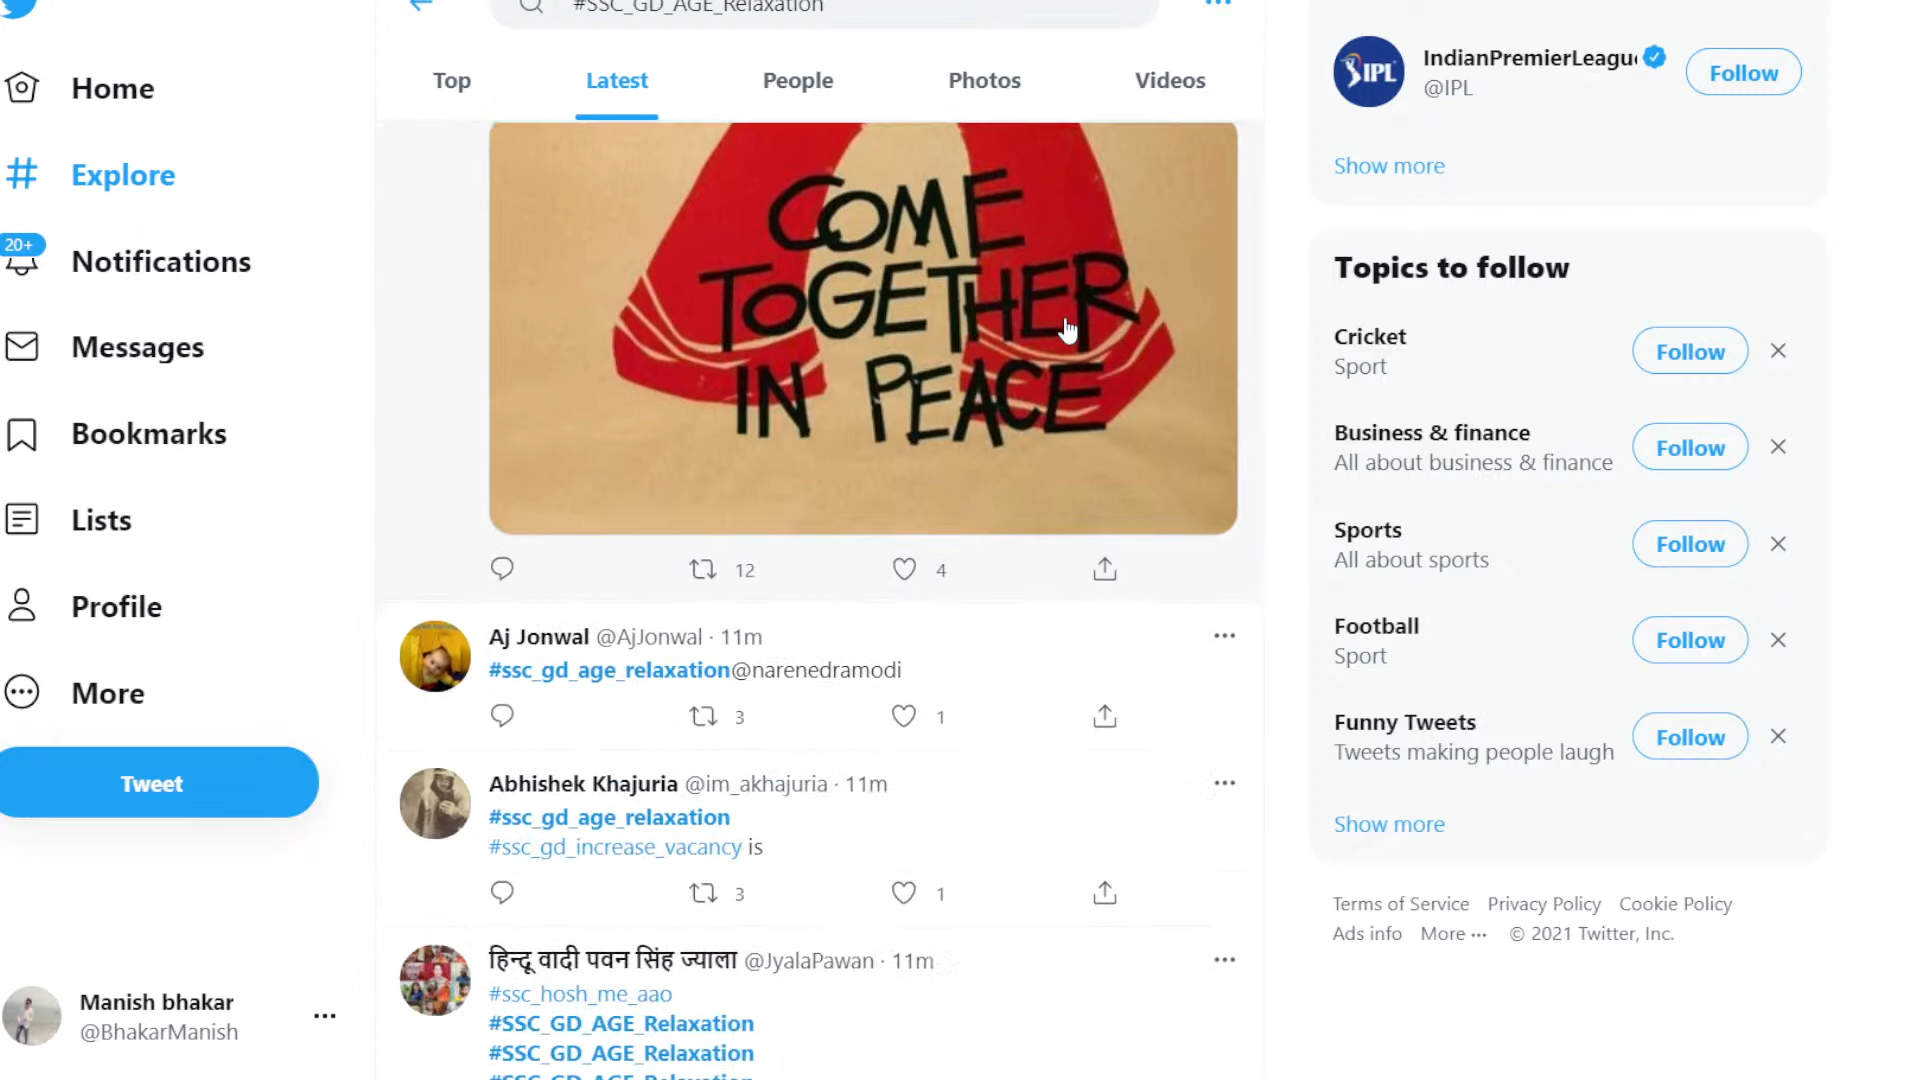 #SSC_GD_AGE_Relaxation
Top
Latest
People
Photos
Videos
Home
Explore
20+
Notifications
Messages
Bookmarks
Lists
Profile
More
Tweet
Manish bhakar
@BhakarManish
COME
TOGETHER
IN PEACE
12
4
Aj Jonwal @AjJonwal · 11m
#ssc_gd_age_relaxation@narenedramodi
3
1
Abhishek Khajuria @im_akhajuria · 11m
#ssc_gd_age_relaxation
#ssc_gd_increase_vacancy is
3
1
हिन्दू वादी पवन सिंह ज्याला @JyalaPawan · 11m
#ssc_hosh_me_aao
#SSC_GD_AGE_Relaxation
#SSC_GD_AGE_Relaxation
#SSC_GD_AGE_Relaxation
IPL
IndianPremierLeagu
@IPL
Follow
Show more
Topics to follow
Cricket
Sport
Follow
Business & finance
All about business & finance
Follow
Sports
All about sports
Follow
Football
Sport
Follow
Funny Tweets
Tweets making people laugh
Follow
Show more
Terms of Service Privacy Policy Cookie Policy
Ads info More ··· © 2021 Twitter, Inc.